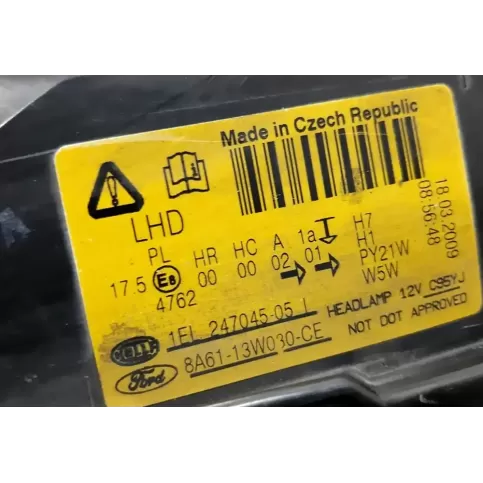 Made in Czech Republic
LHD
PL HR HC A 1a H7
17.5 E8 00 00 02 01 H1
4762 PY21W
W5W
18.03.2009
08:56:48
HELLA 1EL 247045-05 HEADLAMP 12V C95YJ
Ford 8A61-13W030-CE NOT DOT APPROVED